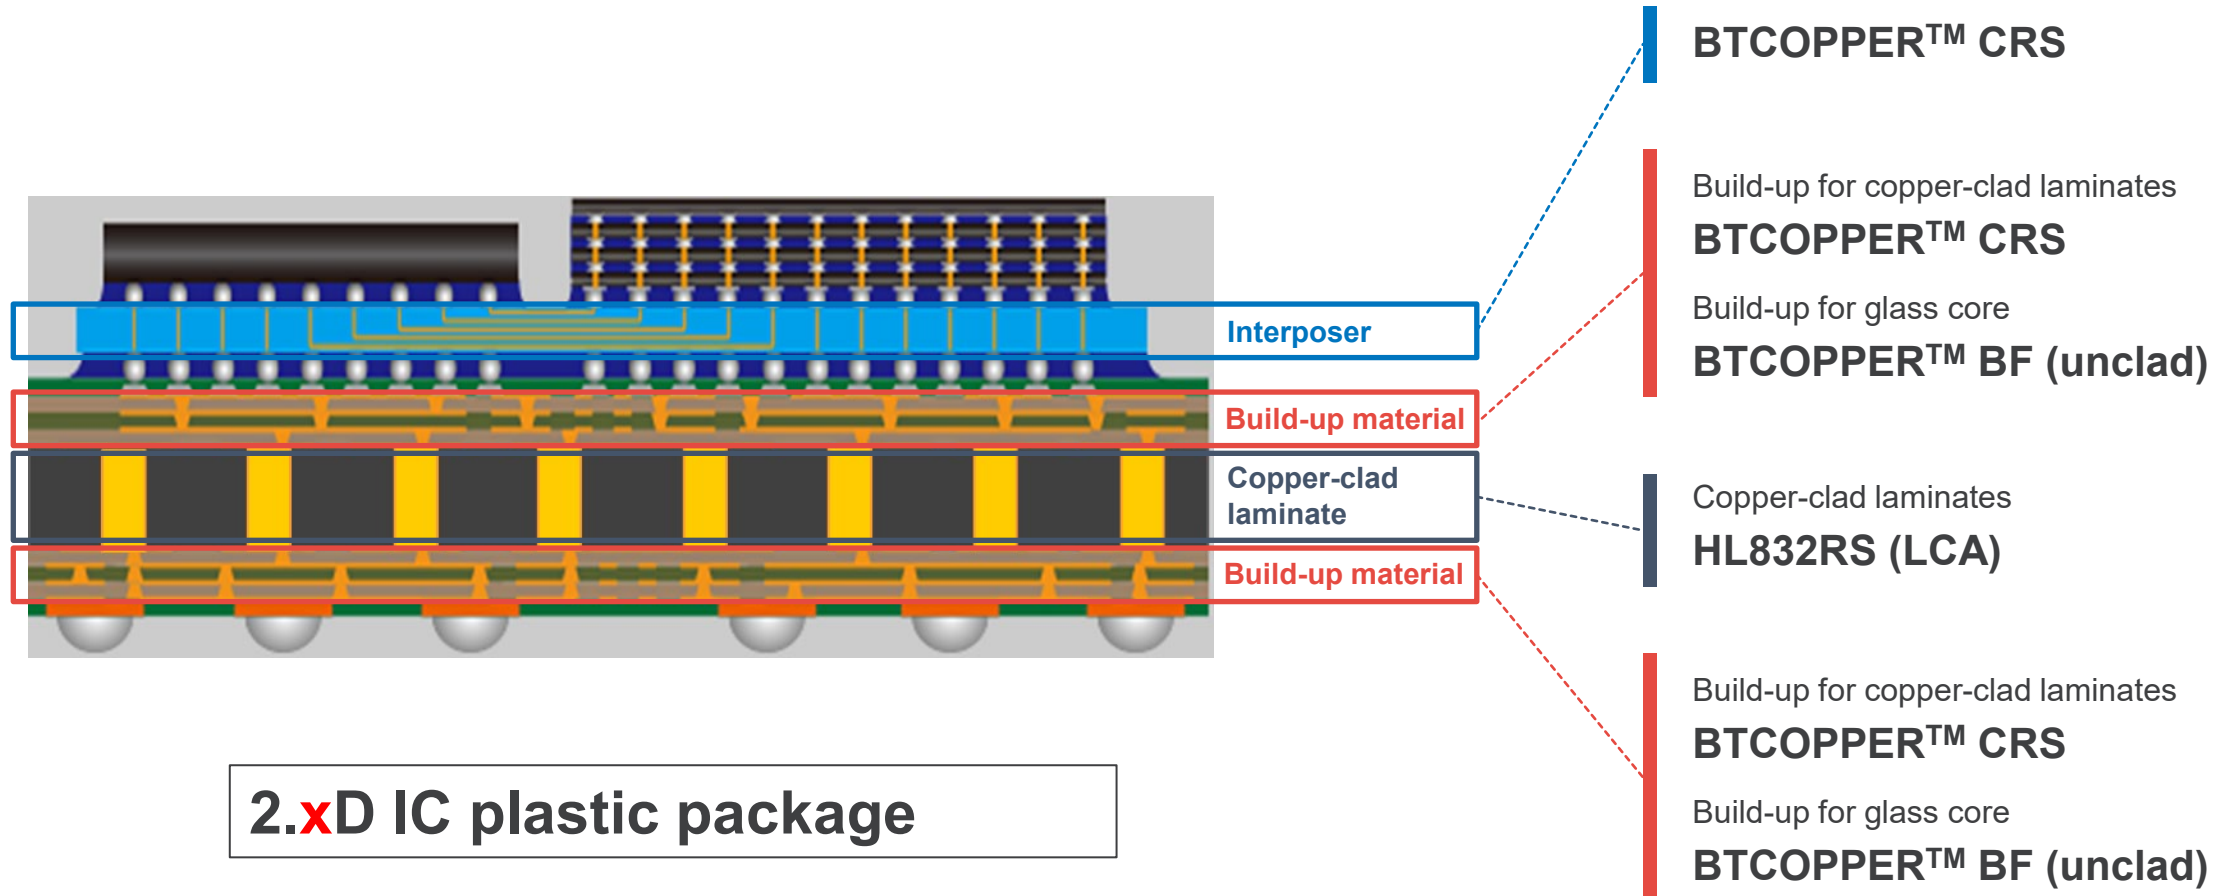 BTCOPPER™ CRS
Build-up for copper-clad laminates
BTCOPPER™ CRS
Build-up for glass core
BTCOPPER™ BF (unclad)
Interposer
Build-up material
Copper-clad
laminate
Build-up material
Copper-clad laminates
HL832RS (LCA)
Build-up for copper-clad laminates
BTCOPPER™ CRS
Build-up for glass core
BTCOPPER™ BF (unclad)
2.xD IC plastic package